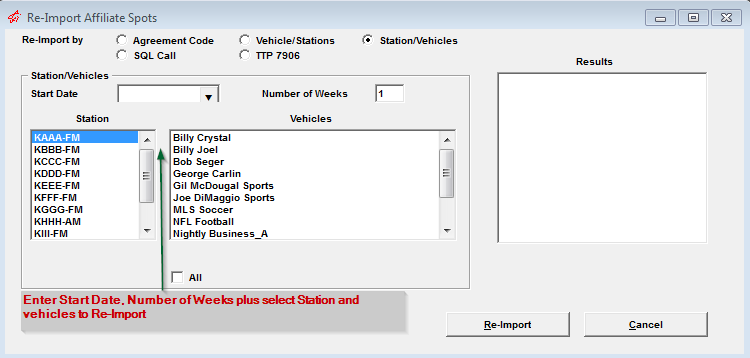 Re-Import Affiliate Spots
Re-Import by
Agreement Code
Vehicle/Stations
Station/Vehicles
SQL Call
TTP 7906
Results
Station/Vehicles
Start Date
Number of Weeks
1
Station
Vehicles
KAAA-FM
KBBB-FM
KCCC-FM
KDDD-FM
KEEE-FM
KFFF-FM
KGGG-FM
KHHH-AM
KIII-FM
Billy Crystal
Billy Joel
Bob Seger
George Carlin
Gil McDougal Sports
Joe DiMaggio Sports
MLS Soccer
NFL Football
Nightly Business_A
All
Enter Start Date, Number of Weeks plus select Station and
vehicles to Re-Import
Re-Import
Cancel